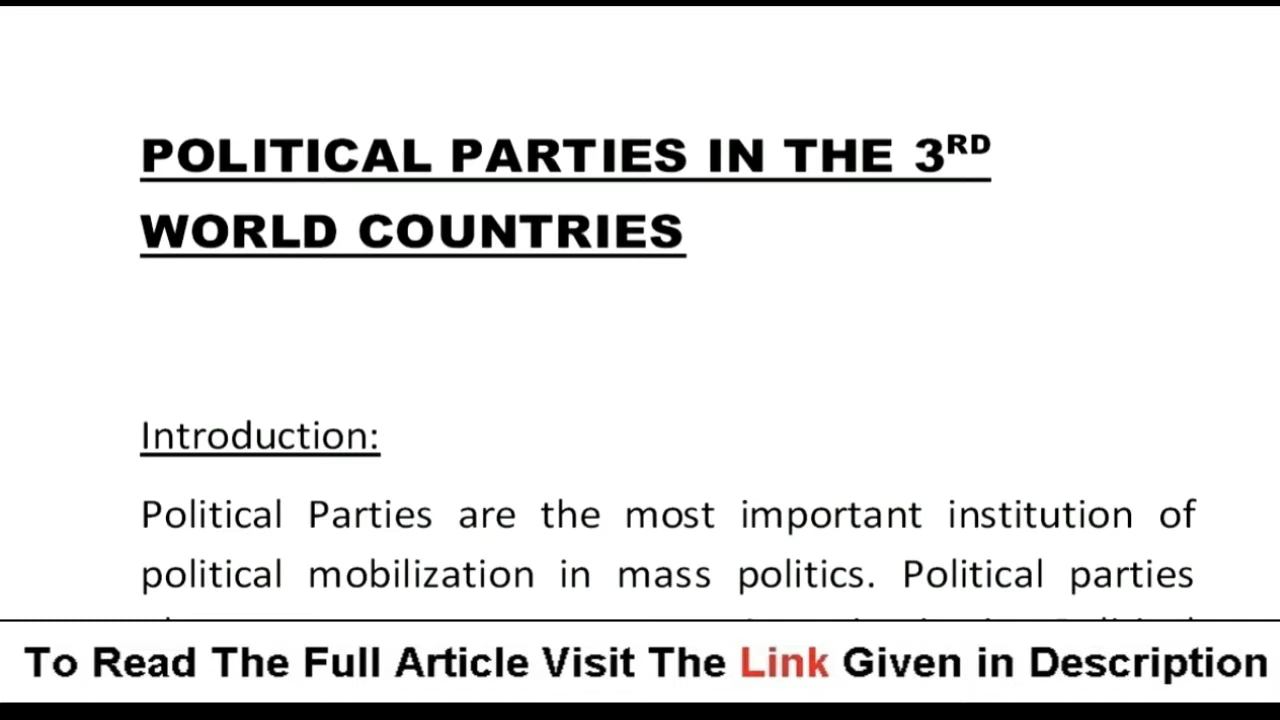 POLITICAL PARTIES IN THE 3RD
WORLD COUNTRIES
Introduction:
Political Parties are the most important institution of
political mobilization in mass politics. Political parties
To Read The Full Article Visit The Link Given in Description